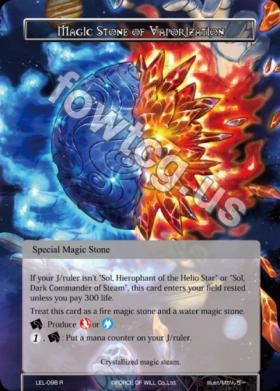 Magic Stone of Vaporization
fowtcg.us
Special Magic Stone
If your J/ruler isn't "Sol, Hierophant of the Helio Star" or "Sol,
Dark Commander of Steam", this card enters your field rested
unless you pay 300 life.
Treat this card as a fire magic stone and a water magic stone.
: Produce or .
1 , : Put a mana counter on your J/ruler.
Crystallized magic steam.
LEL-098 R
©FORCE OF WILL Co.,Ltd.